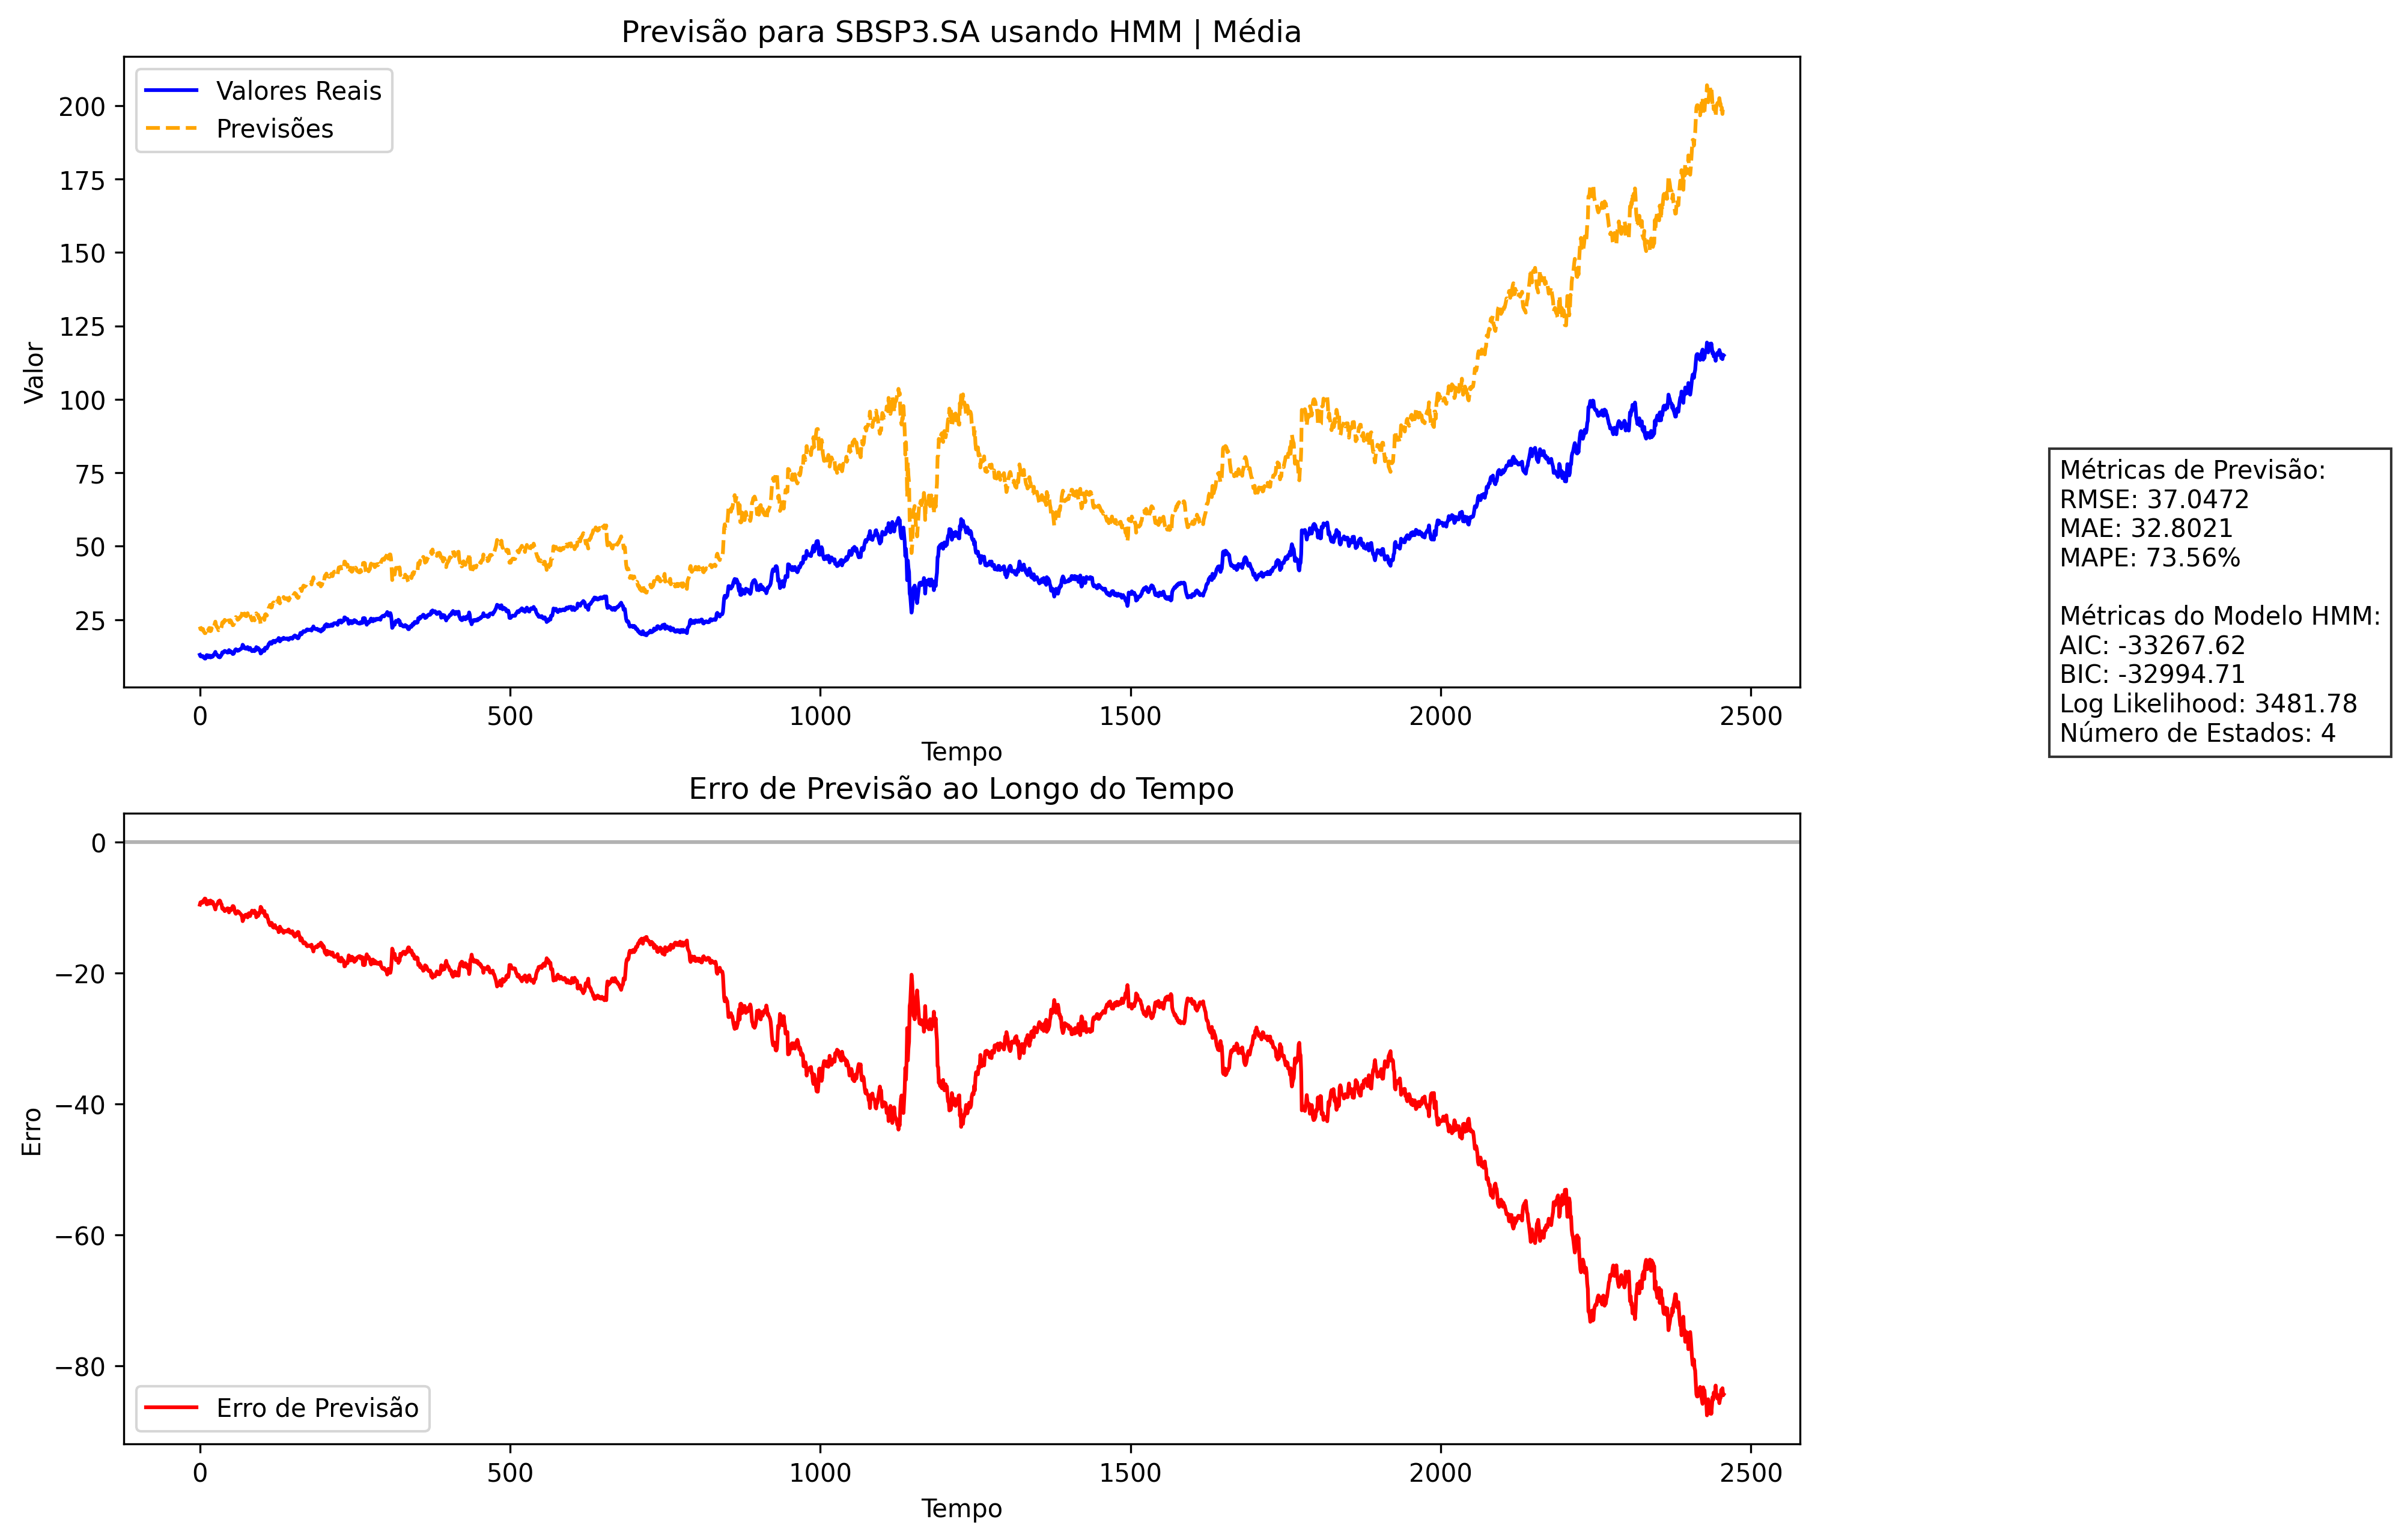 Previsão para SBSP3.SA usando HMM | Média
Valores Reais
Previsões
200
175
150
125
100
75
50
25
Valor
0 500 1000 1500 2000 2500
Tempo
Métricas de Previsão:
RMSE: 37.0472
MAE: 32.8021
MAPE: 73.56%
Métricas do Modelo HMM:
AIC: -33267.62
BIC: -32994.71
Log Likelihood: 3481.78
Número de Estados: 4
Erro de Previsão ao Longo do Tempo
0
−20
−40
−60
−80
Erro
Erro de Previsão
0 500 1000 1500 2000 2500
Tempo